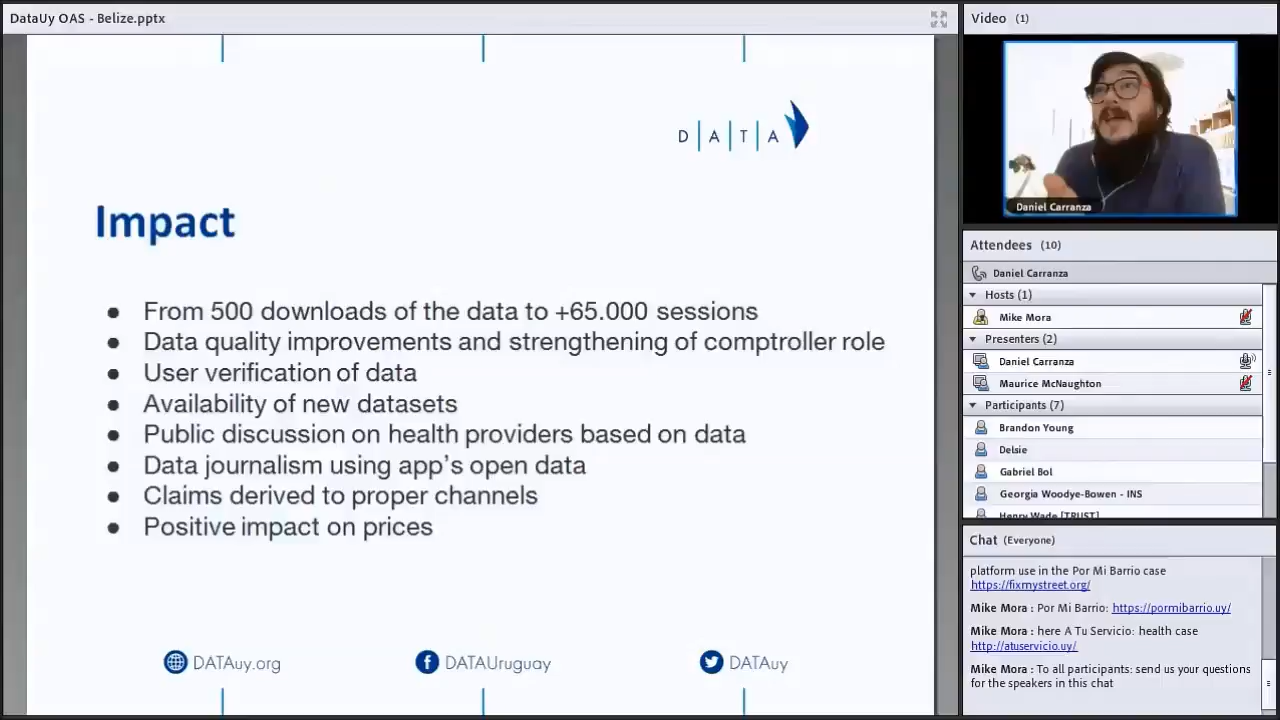 DataUy OAS - Belize.pptx
D|A|T|A
Impact
● From 500 downloads of the data to +65.000 sessions
● Data quality improvements and strengthening of comptroller role
● User verification of data
● Availability of new datasets
● Public discussion on health providers based on data
● Data journalism using app's open data
● Claims derived to proper channels
● Positive impact on prices
DATAuy.org
DATAUruguay
DATAuy
Video (1)
Daniel Carranza
Attendees (10)
Daniel Carranza
Hosts (1)
Mike Mora
Presenters (2)
Daniel Carranza
Maurice McNaughton
Participants (7)
Brandon Young
Delsie
Gabriel Bol
Georgia Woodye-Bowen - INS
Henry Wade [TRUST]
Chat (Everyone)
platform use in the Por Mi Barrio case
https://fixmystreet.org/
Mike Mora : Por Mi Barrio: https://pormibarrio.uy/
Mike Mora : here A Tu Servicio: health case
http://atuservicio.uy/
Mike Mora : To all participants: send us your questions
for the speakers in this chat